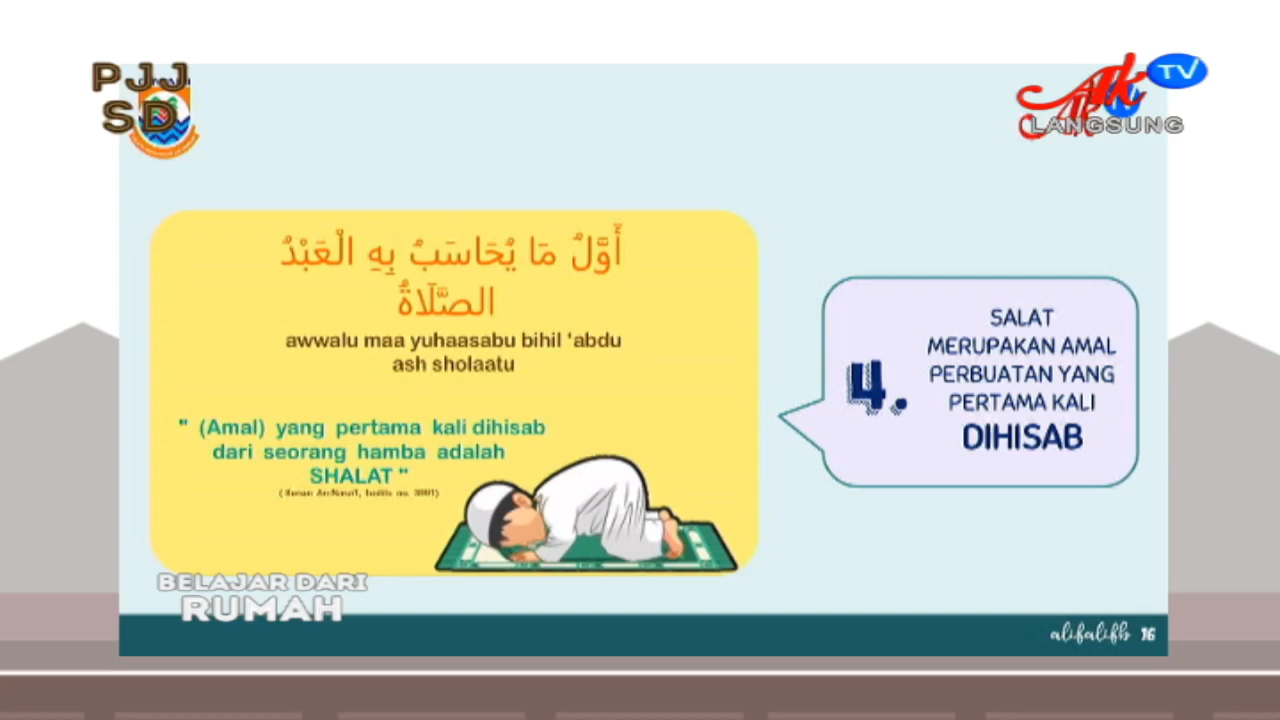 PJJ
SD
TV
LANGSUNG
أَوَّلُ مَا يُحَاسَبُ بِهِ الْعَبْدُ
الصَّلَاةُ
awwalu maa yuhaasabu bihil ‘abdu
ash sholaatu
" (Amal) yang pertama kali dihisab
dari seorang hamba adalah
SHALAT "
4.
SALAT
MERUPAKAN AMAL
PERBUATAN YANG
PERTAMA KALI
DIHISAB
BELAJAR DARI
RUMAH
alifalifb 16